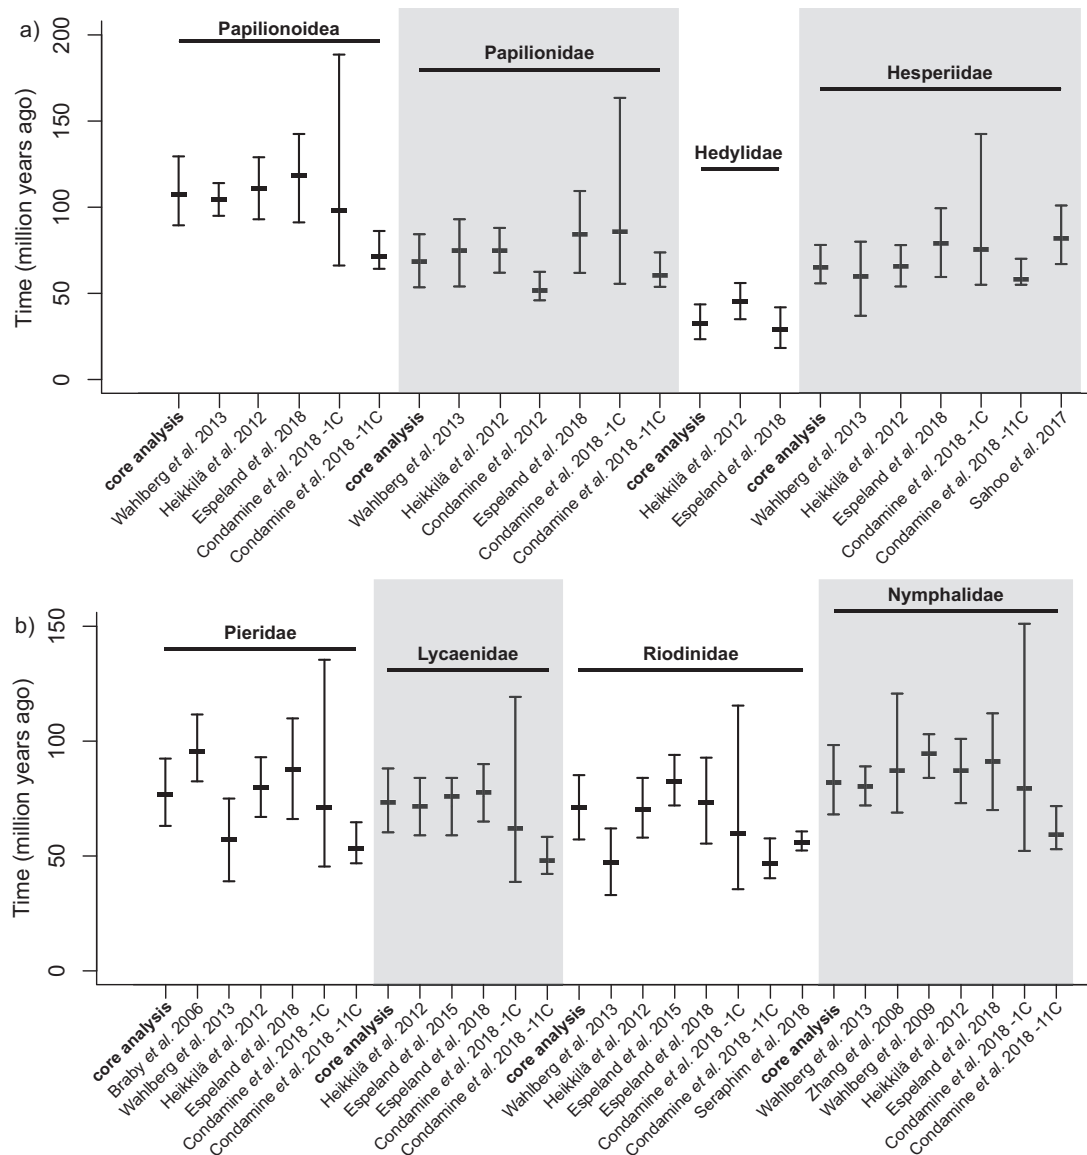 a)
Time (million years ago)
200
150
100
50
0
Papilionoidea
Papilionidae
Hedylidae
Hesperiidae
core analysis
Wahlberg et al. 2013
Heikkilä et al. 2012
Espeland et al. 2018
Condamine et al. 2018 -1C
Condamine et al. 2018 -11C
core analysis
Wahlberg et al. 2013
Heikkilä et al. 2012
Condamine et al. 2012
Espeland et al. 2018
Condamine et al. 2018 -1C
Condamine et al. 2018 -11C
core analysis
Heikkilä et al. 2012
Espeland et al. 2018
core analysis
Wahlberg et al. 2013
Heikkilä et al. 2012
Espeland et al. 2018
Condamine et al. 2018 -1C
Condamine et al. 2018 -11C
Sahoo et al. 2017
b)
Time (million years ago)
150
100
50
0
Pieridae
Lycaenidae
Riodinidae
Nymphalidae
core analysis
Braby et al. 2006
Wahlberg et al. 2013
Heikkilä et al. 2012
Espeland et al. 2018
Condamine et al. 2018 -1C
Condamine et al. 2018 -11C
core analysis
Heikkilä et al. 2012
Espeland et al. 2015
Espeland et al. 2018
Condamine et al. 2018 -1C
Condamine et al. 2018 -11C
core analysis
Wahlberg et al. 2013
Heikkilä et al. 2012
Espeland et al. 2015
Espeland et al. 2018
Condamine et al. 2018 -1C
Condamine et al. 2018 -11C
Seraphim et al. 2018
core analysis
Wahlberg et al. 2013
Zhang et al. 2008
Wahlberg et al. 2009
Heikkilä et al. 2012
Espeland et al. 2018
Condamine et al. 2018 -1C
Condamine et al. 2018 -11C